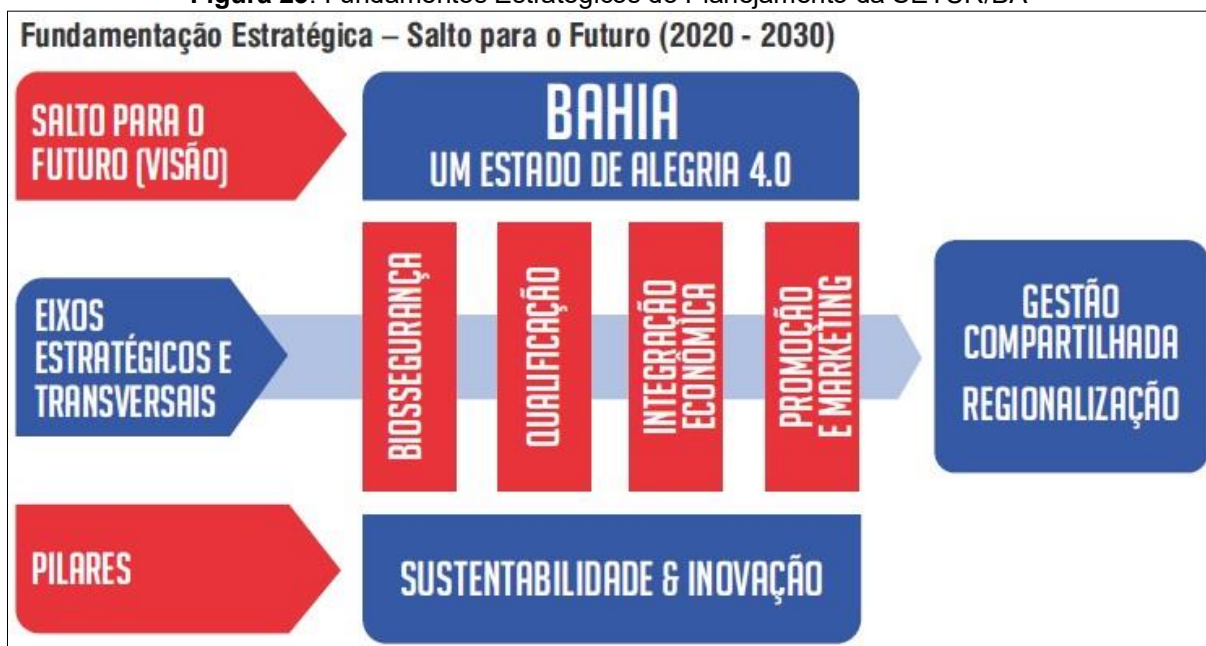 Fundamentação Estratégica – Salto para o Futuro (2020 - 2030)
SALTO PARA O
FUTURO (VISÃO)
BAHIA
UM ESTADO DE ALEGRIA 4.0
EIXOS
ESTRATÉGICOS E
TRANSVERSAIS
BIOSSEGURANÇA
QUALIFICAÇÃO
INTEGRAÇÃO
ECONÔMICA
PROMOÇÃO
E MARKETING
GESTÃO
COMPARTILHADA
REGIONALIZAÇÃO
PILARES
SUSTENTABILIDADE & INOVAÇÃO